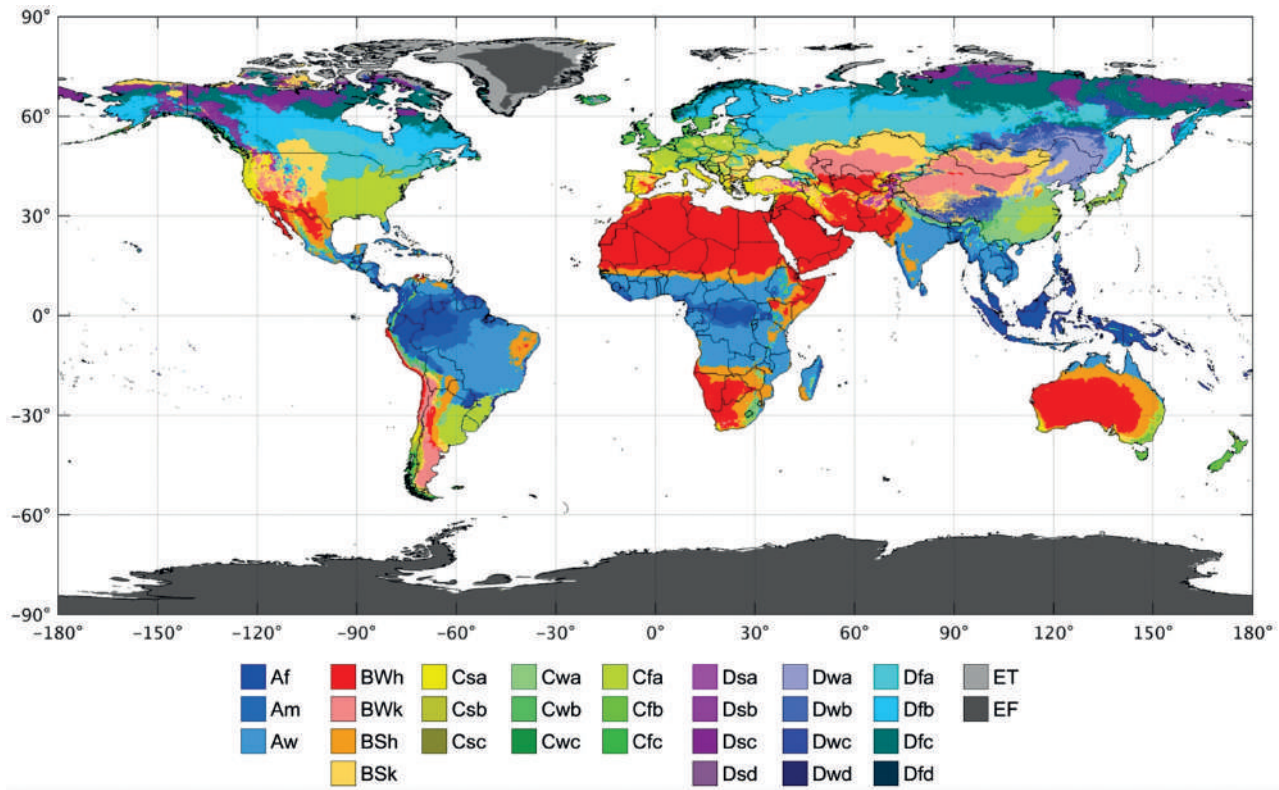 90°
60°
30°
0°
−30°
−60°
−90°
−180° −150° −120° −90° −60° −30° 0° 30° 60° 90° 120° 150° 180°
Af BWh Csa Cwa Cfa Dsa Dwa Dfa ET
Am BWk Csb Cwb Cfb Dsb Dwb Dfb EF
Aw BSh Csc Cwc Cfc Dsc Dwc Dfc
BSk Dsd Dwd Dfd